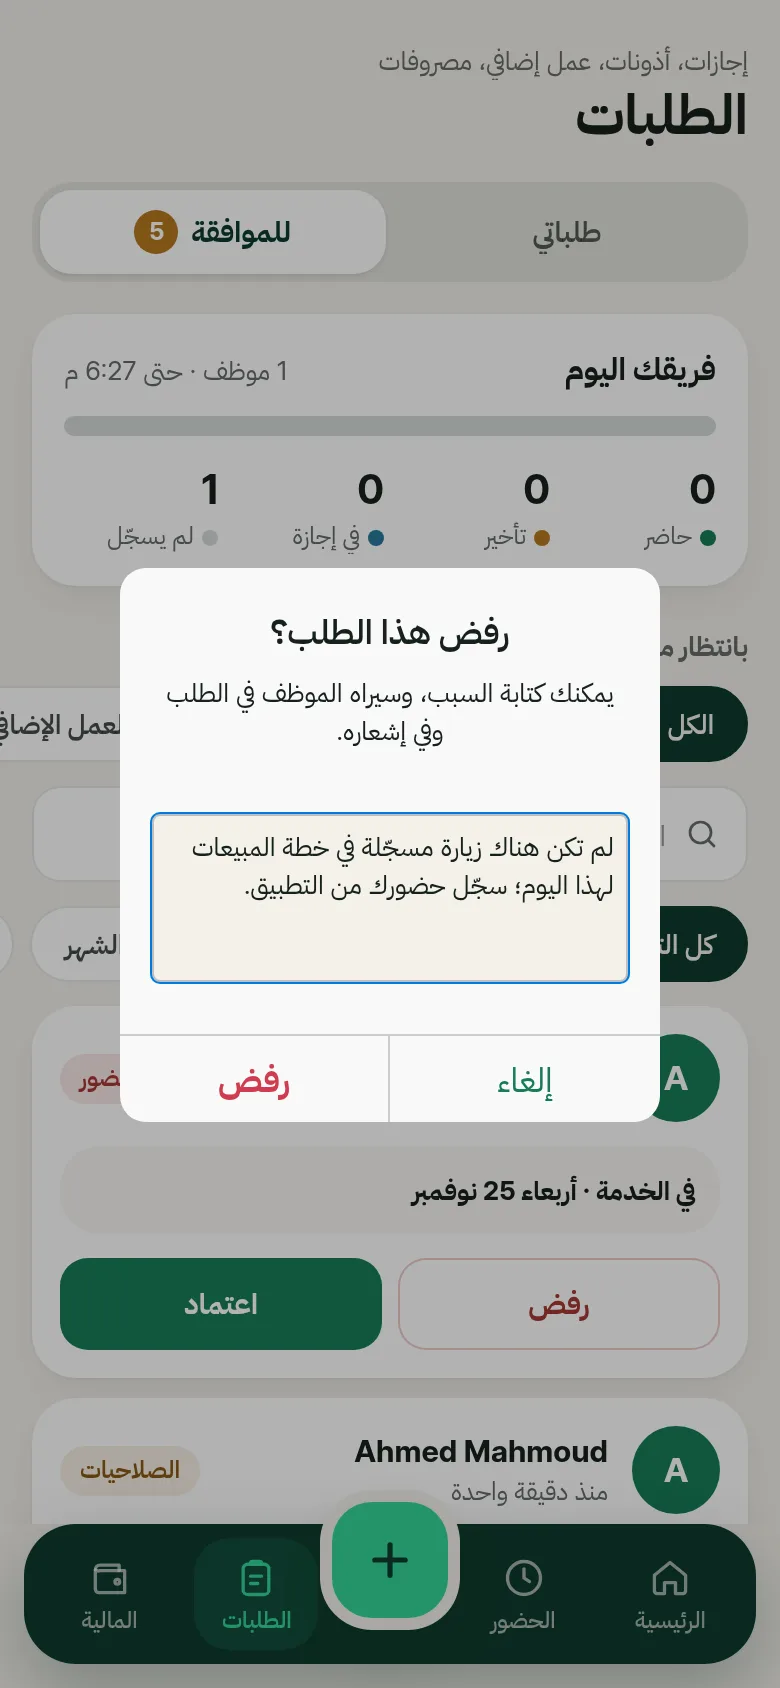 إجازات، أذونات، عمل إضافي، مصروفات
الطلبات
طلباتي
للموافقة 5
فريقك اليوم
1 موظف · حتى 6:27 م
0 0 0 1
حاضر تأخير في إجازة لم يسجّل
بانتظار
الكل
رفض هذا الطلب؟
يمكنك كتابة السبب، وسيراه الموظف في الطلب
وفي إشعاره.
لم تكن هناك زيارة مسجّلة في خطة المبيعات
لهذا اليوم؛ سجّل حضورك من التطبيق.
إلغاء
رفض
كل
A
في الخدمة · أربعاء 25 نوفمبر
رفض
اعتماد
A
Ahmed Mahmoud
منذ دقيقة واحدة
الصلاحيات
الرئيسية
الحضور
الطلبات
المالية